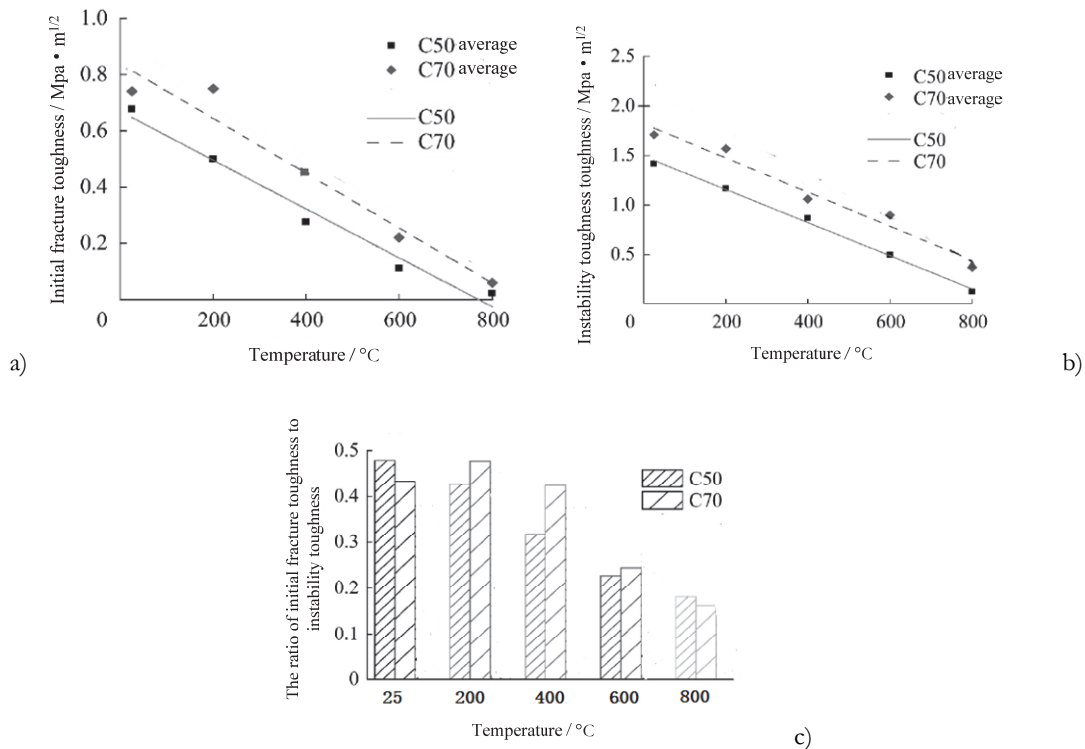 a)
Initial fracture toughness / Mpa • m1/2
1.0
0.8
0.6
0.4
0.2
0
200
400
600
800
Temperature / °C
C50 average
C70 average
C50
C70
b)
Instability toughness toughness / Mpa • m1/2
2.5
2.0
1.5
1.0
0.5
0
200
400
600
800
Temperature / °C
C50 average
C70 average
C50
C70
c)
The ratio of initial fracture toughness to
instability toughness
0.5
0.4
0.3
0.2
0.1
0
25
200
400
600
800
Temperature / °C
C50
C70